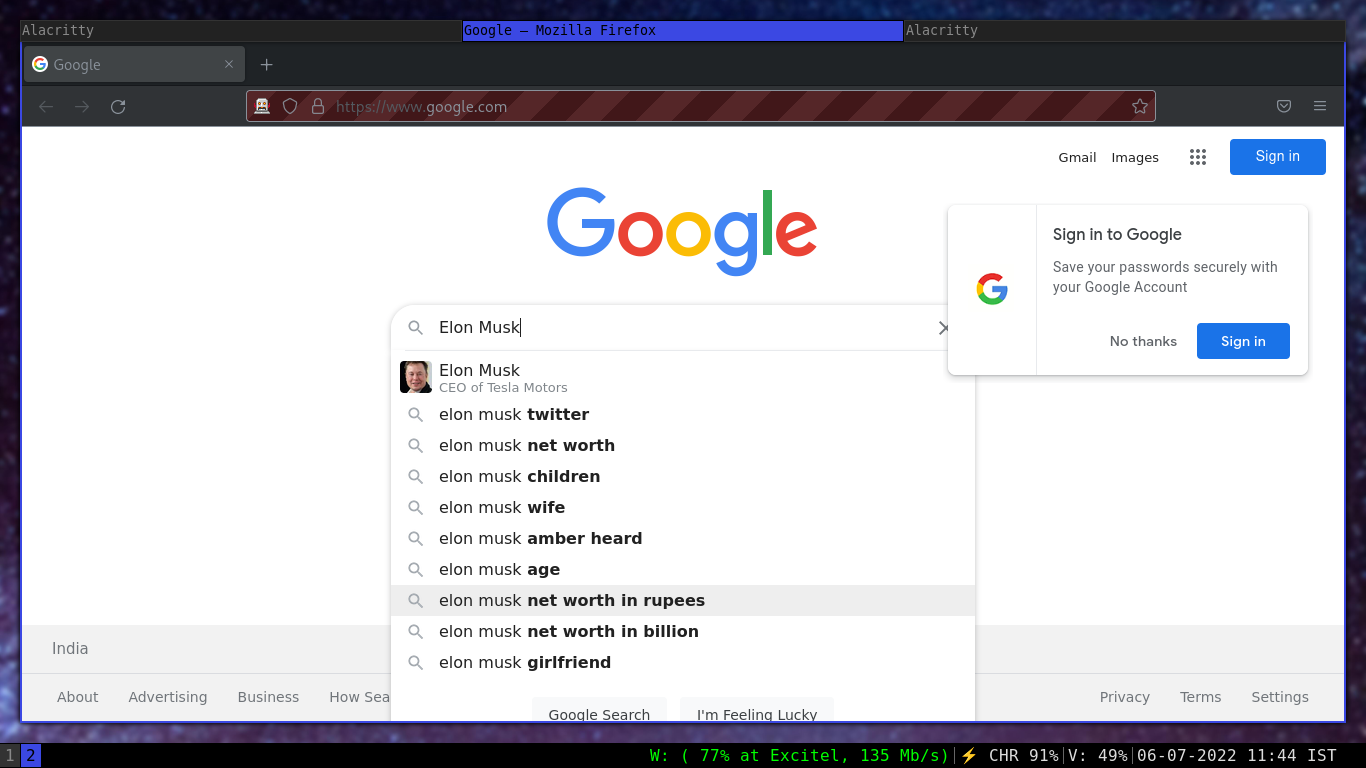 Alacritty
Google — Mozilla Firefox
Alacritty
Google
https://www.google.com
Gmail Images Sign in
Google
Sign in to Google
Save your passwords securely with
your Google Account
No thanks Sign in
Elon Musk
Elon Musk
CEO of Tesla Motors
elon musk twitter
elon musk net worth
elon musk children
elon musk wife
elon musk amber heard
elon musk age
elon musk net worth in rupees
elon musk net worth in billion
elon musk girlfriend
Google Search I'm Feeling Lucky
India
About Advertising Business How Sea
Privacy Terms Settings
1 2
W: ( 77% at Excitel, 135 Mb/s)|⚡ CHR 91%|V: 49%|06-07-2022 11:44 IST